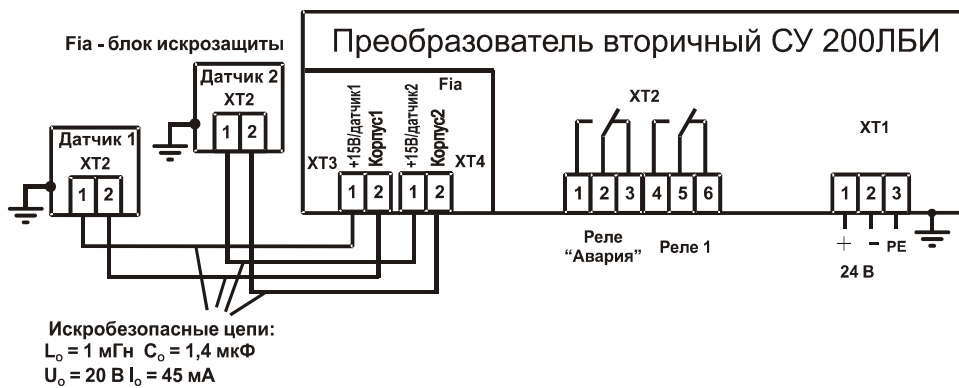 Преобразователь вторичный СУ 200ЛБИ
Fia - блок искрозащиты
Датчик 2
XT2
1 2
Датчик 1
XT2
1 2
Fia
+15В/датчик1
Корпус1
+15В/датчик2
Корпус2
XT3
1 2
1 2
XT4
XT2
1 2 3 4 5 6
Реле
“Авария”
Реле 1
XT1
1 2 3
+ - PE
24 В
Искробезопасные цепи:
Lo = 1 мГн Co = 1,4 мкФ
Uo = 20 В Io = 45 мА